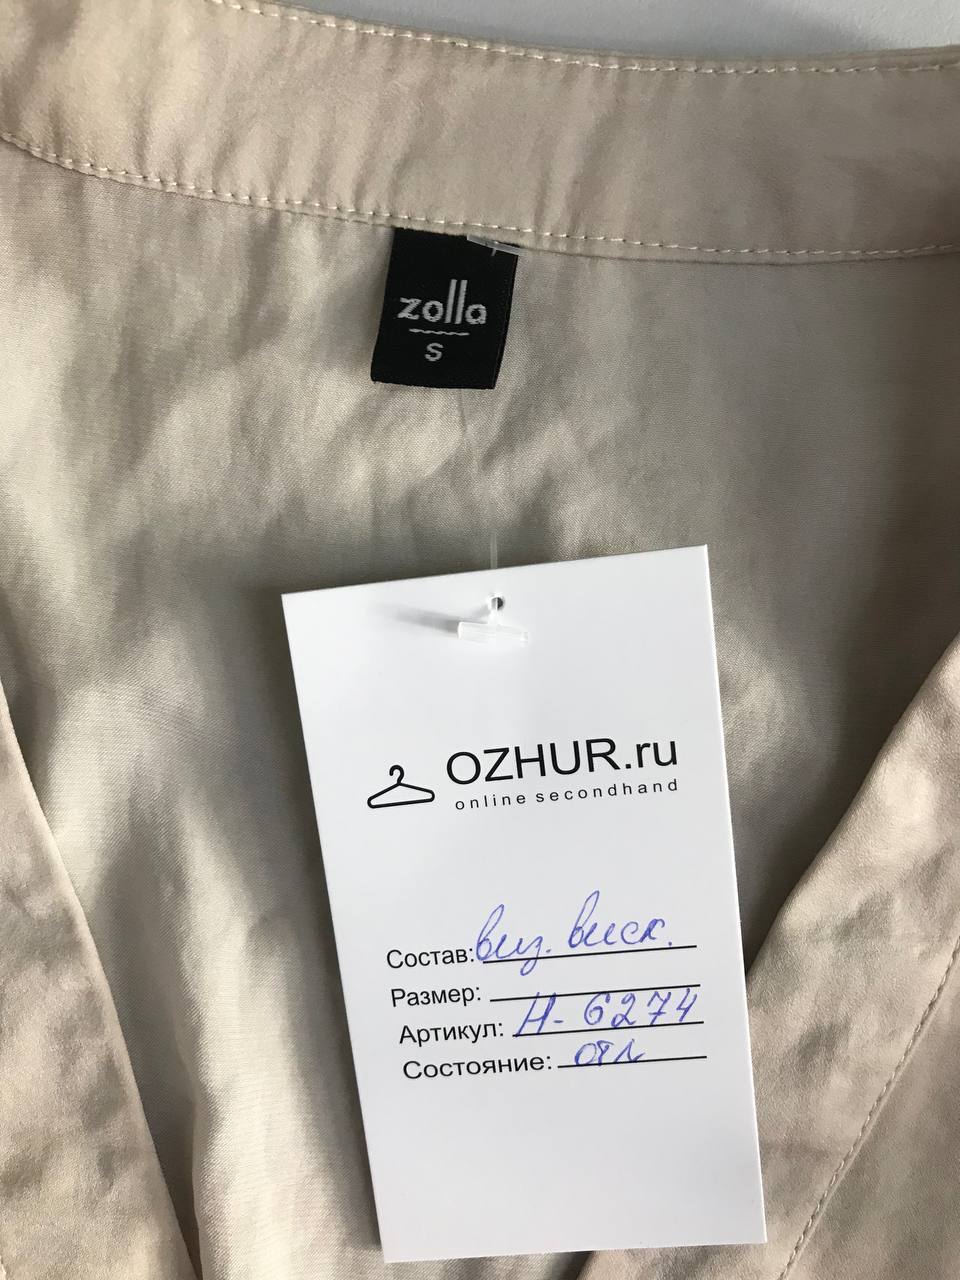 zolla
S
OZHUR.ru
online secondhand
Состав: виз. виск.
Размер:
Артикул: Н-6274
Состояние: отл